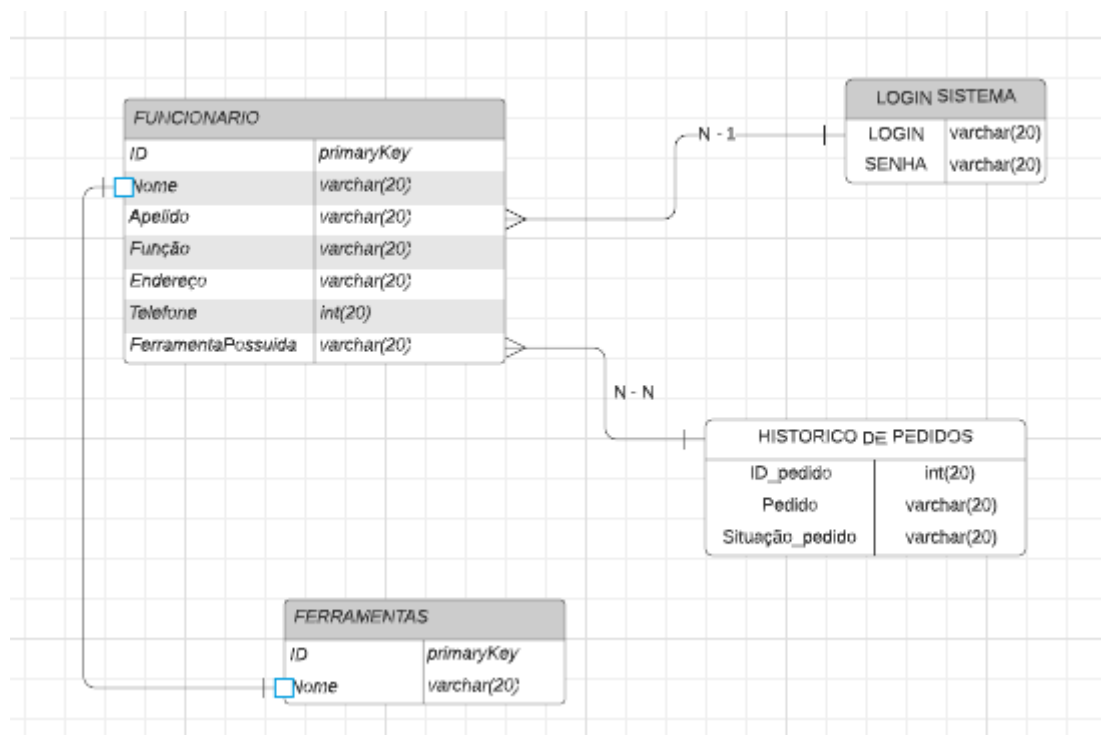 FUNCIONARIO
ID primaryKey
Nome varchar(20)
Apelido varchar(20)
Função varchar(20)
Endereço varchar(20)
Telefone int(20)
FerramentaPossuida varchar(20)
N - 1
LOGIN SISTEMA
LOGIN varchar(20)
SENHA varchar(20)
N - N
HISTORICO DE PEDIDOS
ID_pedido int(20)
Pedido varchar(20)
Situação_pedido varchar(20)
FERRAMENTAS
ID primaryKey
Nome varchar(20)